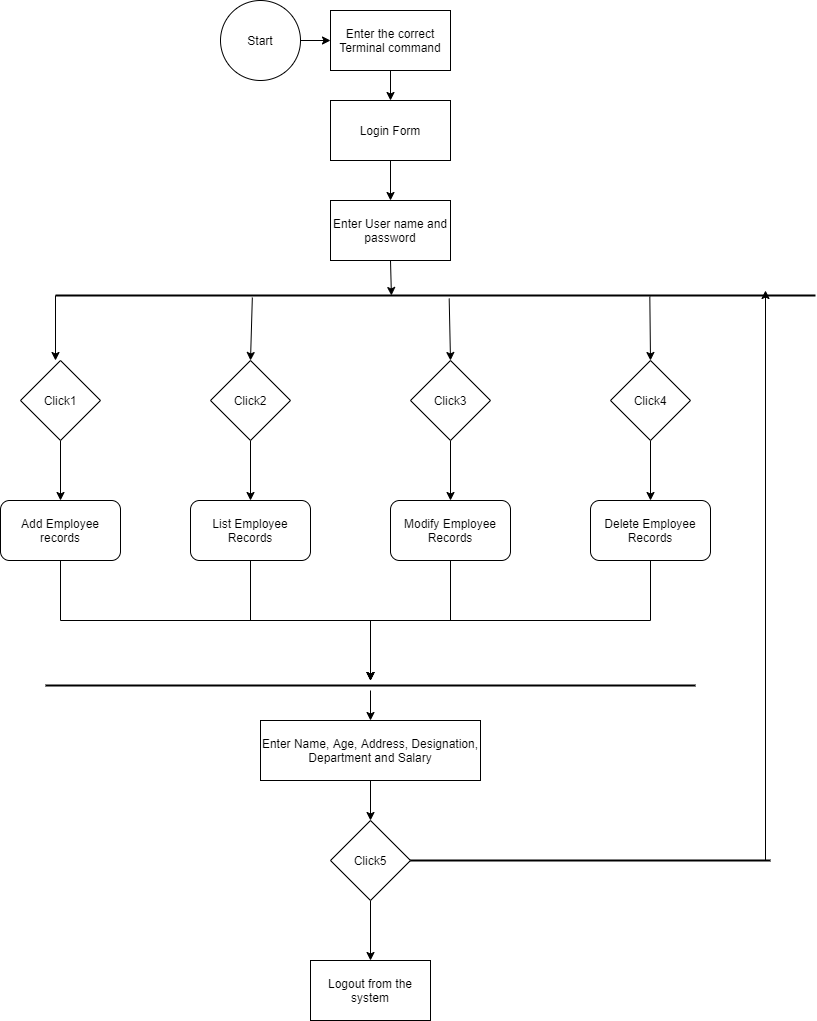 Start
Enter the correct
Terminal command
Login Form
Enter User name and
password
Click1
Click2
Click3
Click4
Add Employee
records
List Employee
Records
Modify Employee
Records
Delete Employee
Records
Enter Name, Age, Address, Designation,
Department and Salary
Click5
Logout from the
system